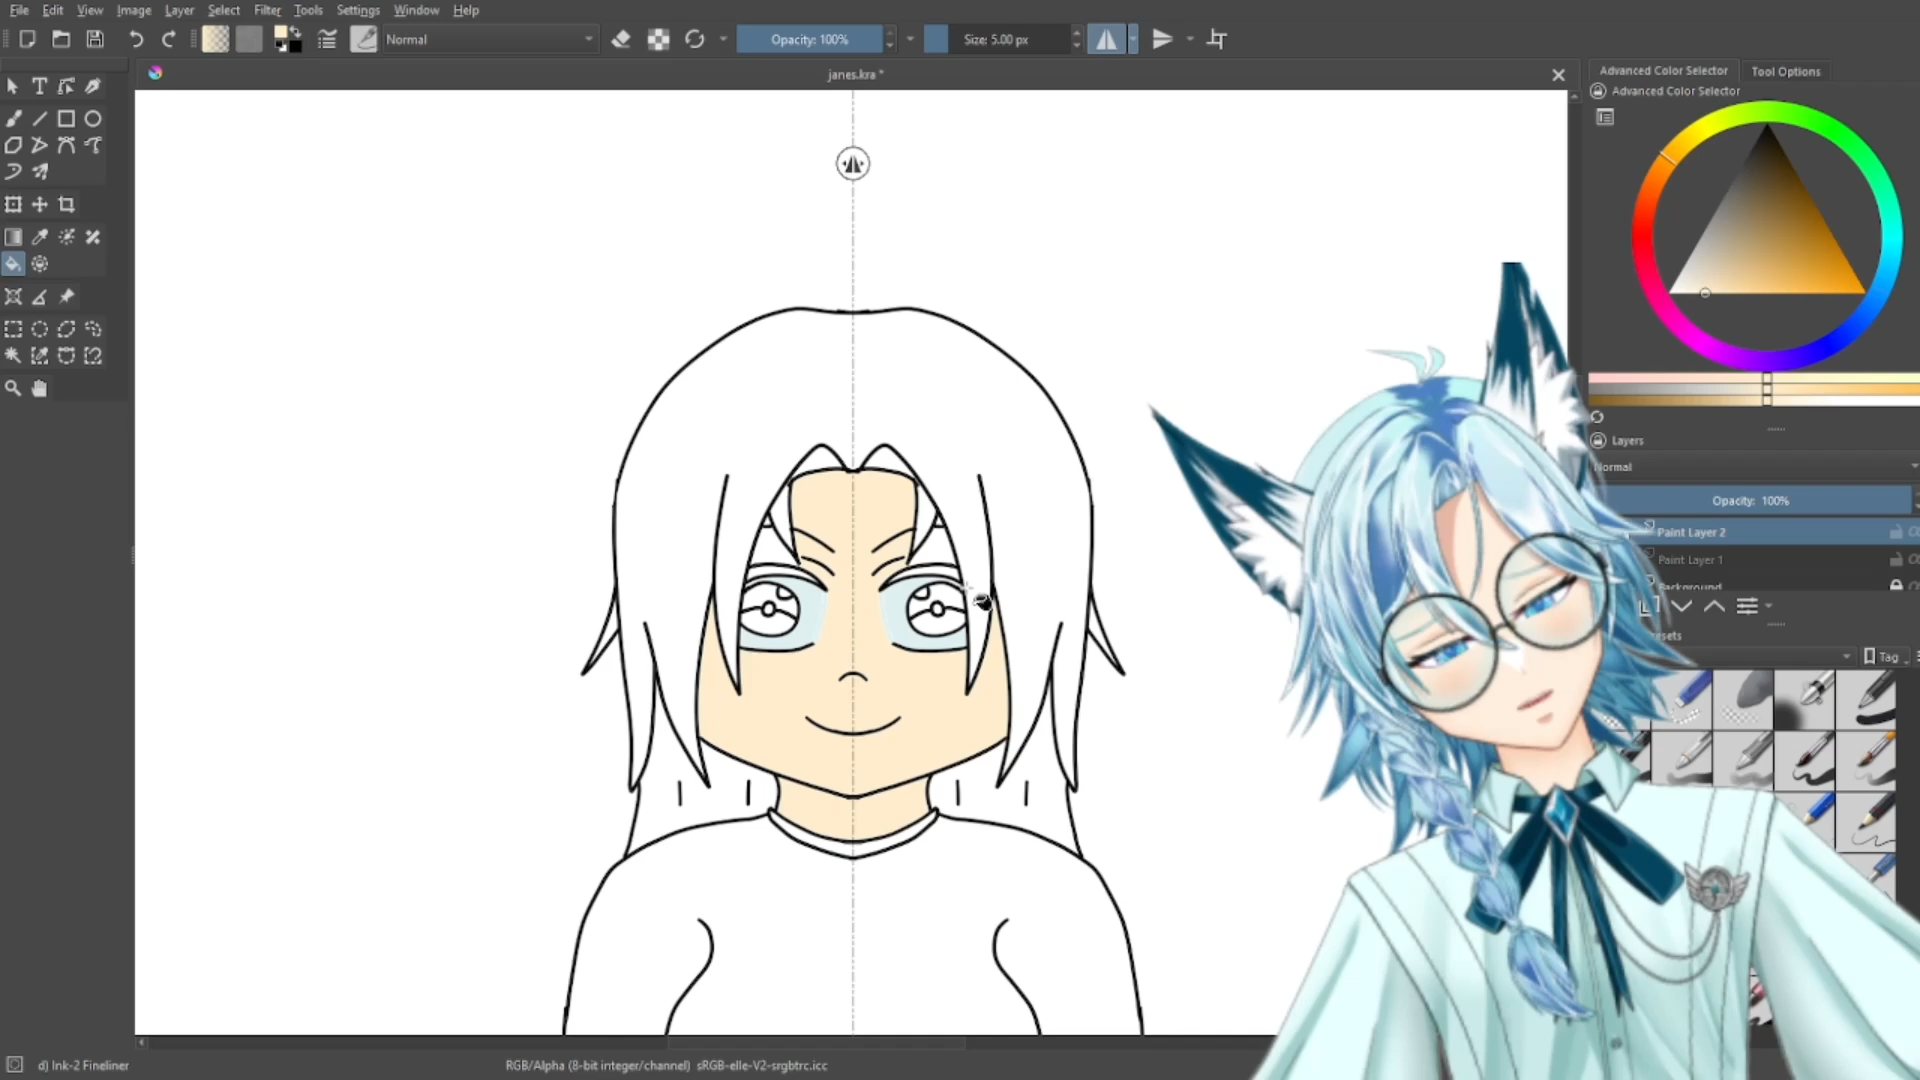 File Edit View Image Layer Select Filter Tools Settings Window Help
Normal
Opacity: 100%
Size: 5.00 px
janes.kra *
Advanced Color Selector
Tool Options
Advanced Color Selector
Layers
Normal
Opacity: 100%
Paint Layer 2
Paint Layer 1
Background
Tag
d) Ink-2 Fineliner
RGB/Alpha (8-bit integer/channel) sRGB-elle-V2-srgbtrc.icc